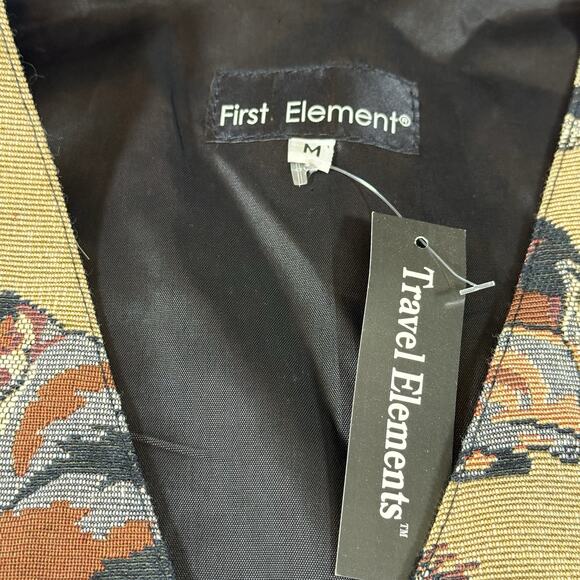 First Element®
M
Travel Elements™